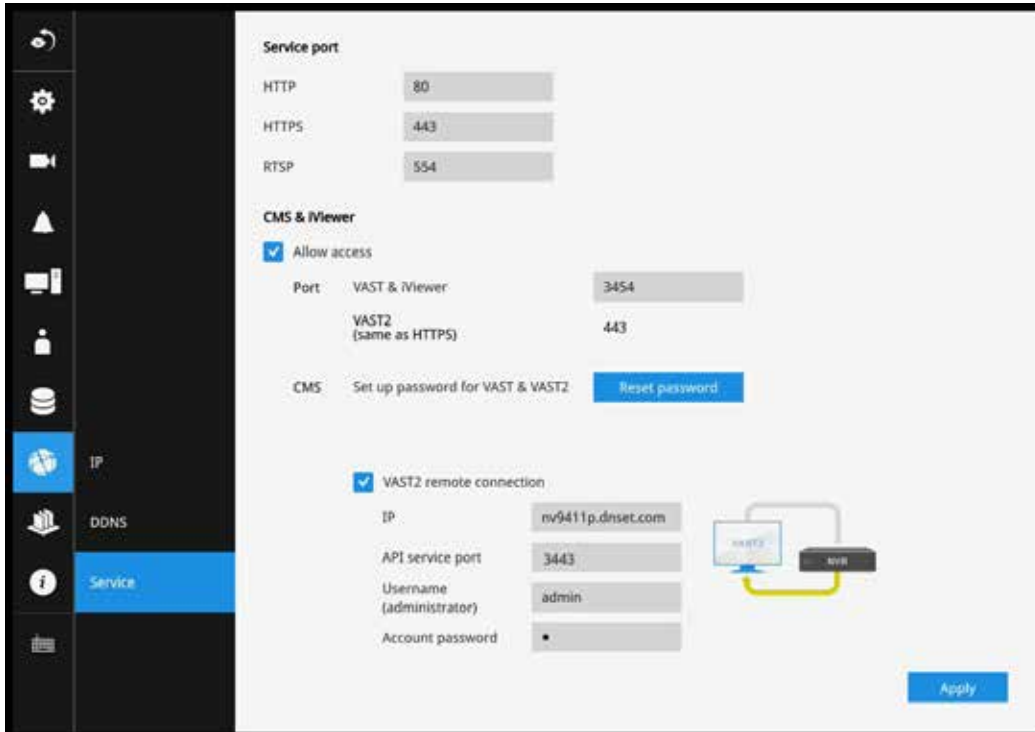 Service port
HTTP 80
HTTPS 443
RTSP 554
CMS & iViewer
Allow access
Port VAST & iViewer 3454
VAST2
(same as HTTPS) 443
CMS Set up password for VAST & VAST2 Reset password
IP
VAST2 remote connection
IP nv9411p.dnset.com
DDNS
VAST2
API service port 3443
NVR
Service
Username
(administrator) admin
Account password •
Apply